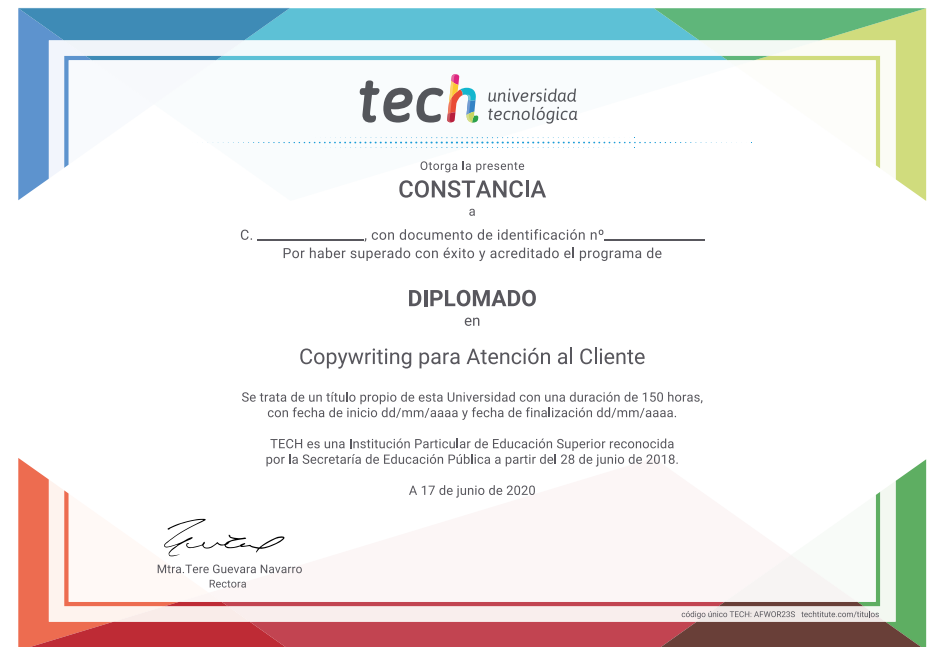 tech universidad
tecnológica
Otorga la presente
CONSTANCIA
a
C. ______________, con documento de identificación nº______________
Por haber superado con éxito y acreditado el programa de
DIPLOMADO
en
Copywriting para Atención al Cliente
Se trata de un título propio de esta Universidad con una duración de 150 horas,
con fecha de inicio dd/mm/aaaa y fecha de finalización dd/mm/aaaa.
TECH es una Institución Particular de Educación Superior reconocida
por la Secretaría de Educación Pública a partir del 28 de junio de 2018.
A 17 de junio de 2020
Mtra.Tere Guevara Navarro
Rectora
código único TECH: AFWOR23S techtitute.com/titulos